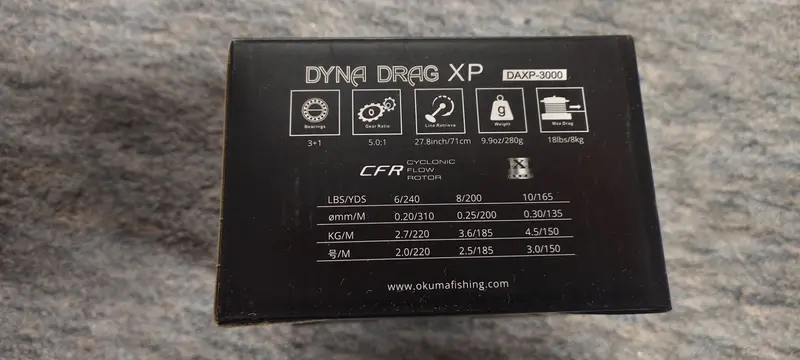 DYNA DRAG XP DAXP-3000
Bearings Gear Ratio Line Retrieve Weight Max Drag
3+1 5.0:1 27.8inch/71cm 9.9oz/280g 18lbs/8kg
CFR CYCLONIC FLOW ROTOR X
LBS/YDS 6/240 8/200 10/165
ømm/M 0.20/310 0.25/200 0.30/135
KG/M 2.7/220 3.6/185 4.5/150
号/M 2.0/220 2.5/185 3.0/150
www.okumafishing.com